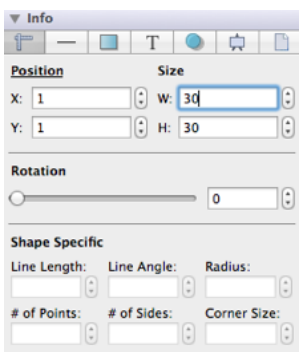 Info
T
Position Size
X: 1 W: 30
Y: 1 H: 30
Rotation
0
Shape Specific
Line Length: Line Angle: Radius:
# of Points: # of Sides: Corner Size: